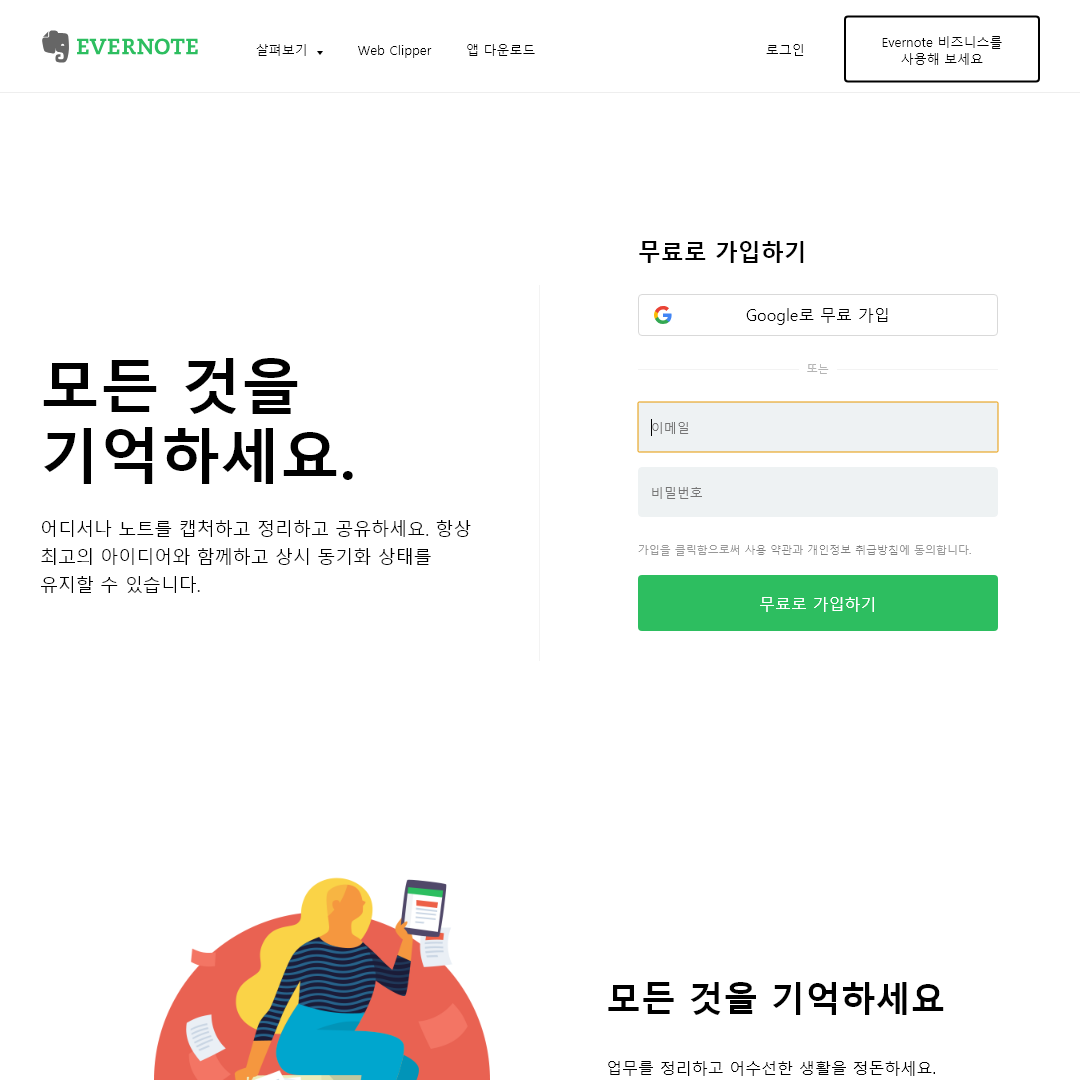 EVERNOTE
살펴보기
Web Clipper
앱 다운로드
로그인
Evernote 비즈니스를
사용해 보세요
모든 것을
기억하세요.
어디서나 노트를 캡처하고 정리하고 공유하세요. 항상
최고의 아이디어와 함께하고 상시 동기화 상태를
유지할 수 있습니다.
무료로 가입하기
Google로 무료 가입
또는
이메일
비밀번호
가입을 클릭함으로써 사용 약관과 개인정보 취급방침에 동의합니다.
무료로 가입하기
모든 것을 기억하세요
업무를 정리하고 어수선한 생활을 정돈하세요.